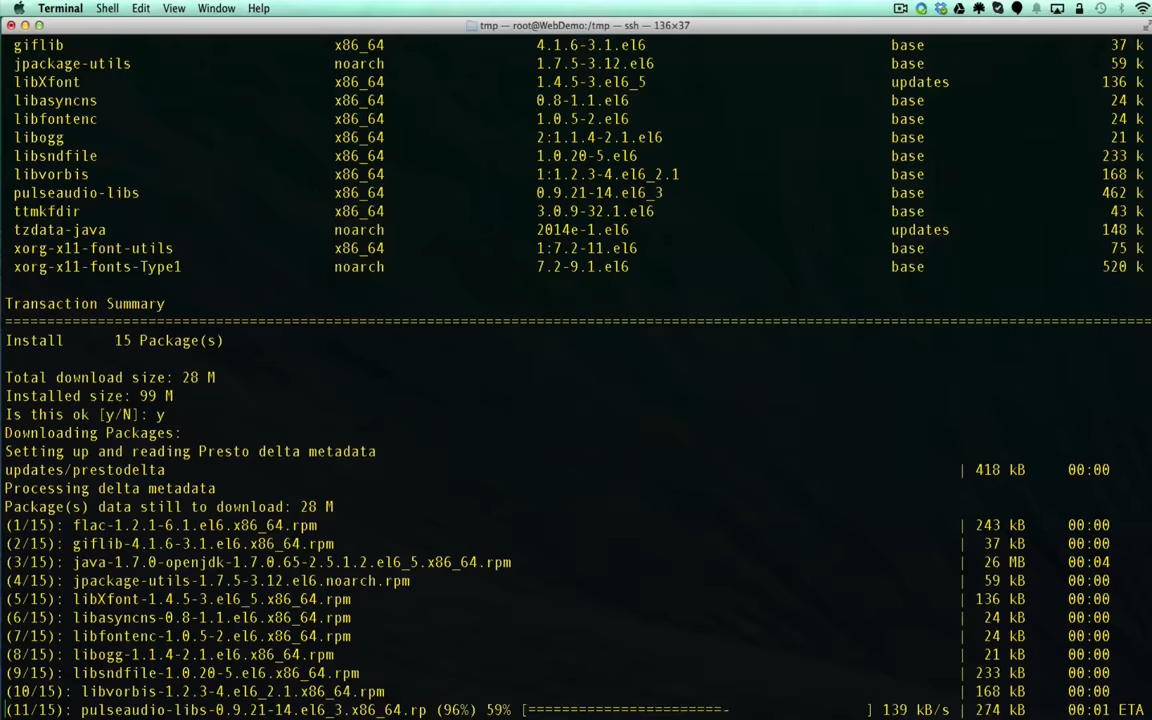 Terminal Shell Edit View Window Help
tmp — root@WebDemo:/tmp — ssh — 136×37
giflib x86_64 4.1.6-3.1.el6 base 37 k
jpackage-utils noarch 1.7.5-3.12.el6 base 59 k
libXfont x86_64 1.4.5-3.el6_5 updates 136 k
libasyncns x86_64 0.8-1.1.el6 base 24 k
libfontenc x86_64 1.0.5-2.el6 base 24 k
libogg x86_64 2:1.1.4-2.1.el6 base 21 k
libsndfile x86_64 1.0.20-5.el6 base 233 k
libvorbis x86_64 1:1.2.3-4.el6_2.1 base 168 k
pulseaudio-libs x86_64 0.9.21-14.el6_3 base 462 k
ttmkfdir x86_64 3.0.9-32.1.el6 base 43 k
tzdata-java noarch 2014e-1.el6 updates 148 k
xorg-x11-font-utils x86_64 1:7.2-11.el6 base 75 k
xorg-x11-fonts-Type1 noarch 7.2-9.1.el6 base 520 k
Transaction Summary
================================================================================
Install 15 Package(s)
Total download size: 28 M
Installed size: 99 M
Is this ok [y/N]: y
Downloading Packages:
Setting up and reading Presto delta metadata
updates/prestodelta | 418 kB 00:00
Processing delta metadata
Package(s) data still to download: 28 M
(1/15): flac-1.2.1-6.1.el6.x86_64.rpm | 243 kB 00:00
(2/15): giflib-4.1.6-3.1.el6.x86_64.rpm | 37 kB 00:00
(3/15): java-1.7.0-openjdk-1.7.0.65-2.5.1.2.el6_5.x86_64.rpm | 26 MB 00:04
(4/15): jpackage-utils-1.7.5-3.12.el6.noarch.rpm | 59 kB 00:00
(5/15): libXfont-1.4.5-3.el6_5.x86_64.rpm | 136 kB 00:00
(6/15): libasyncns-0.8-1.1.el6.x86_64.rpm | 24 kB 00:00
(7/15): libfontenc-1.0.5-2.el6.x86_64.rpm | 24 kB 00:00
(8/15): libogg-1.1.4-2.1.el6.x86_64.rpm | 21 kB 00:00
(9/15): libsndfile-1.0.20-5.el6.x86_64.rpm | 233 kB 00:00
(10/15): libvorbis-1.2.3-4.el6_2.1.x86_64.rpm | 168 kB 00:00
(11/15): pulseaudio-libs-0.9.21-14.el6_3.x86_64.rp (96%) 59% [=======================- ] 139 kB/s | 274 kB 00:01 ETA